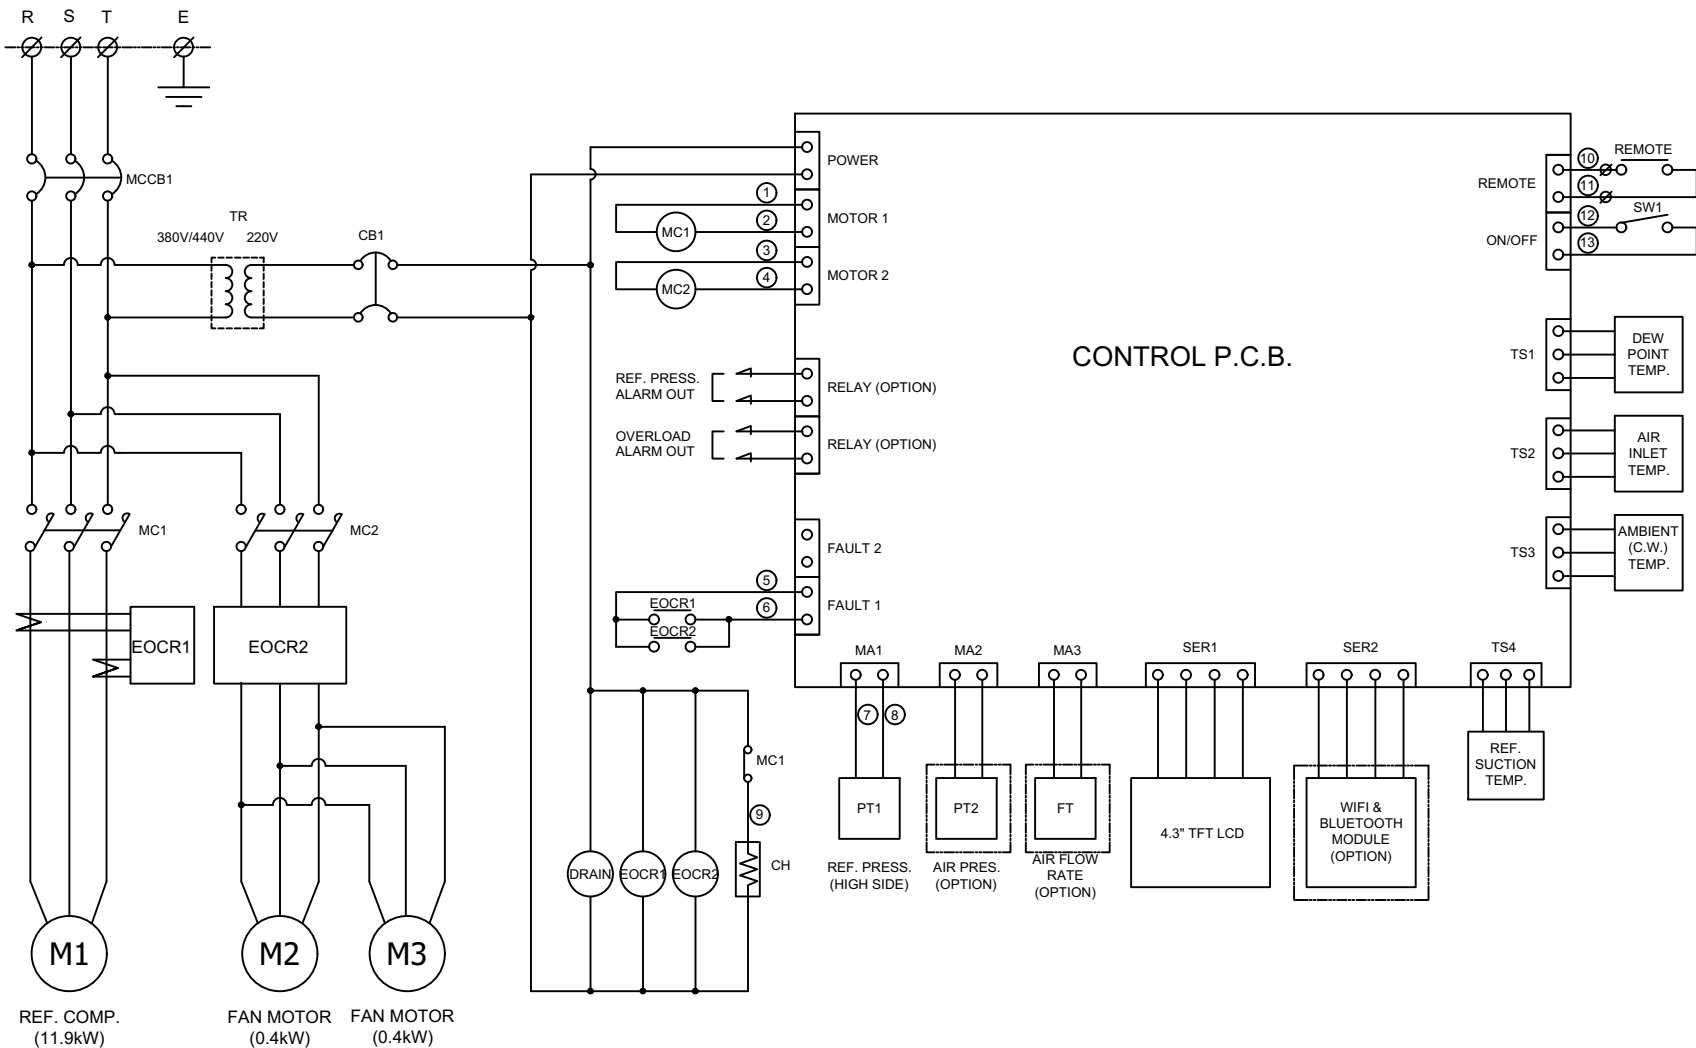 R S T E
MCCB1
TR
380V/440V 220V
CB1
MC1
MC2
EOCR1
EOCR2
M1
M2
M3
REF. COMP.
(11.9kW)
FAN MOTOR
(0.4kW)
FAN MOTOR
(0.4kW)
POWER
1
2
MC1
MOTOR 1
3
4
MC2
MOTOR 2
REF. PRESS.
ALARM OUT
RELAY (OPTION)
OVERLOAD
ALARM OUT
RELAY (OPTION)
FAULT 2
5
6
EOCR1
EOCR2
FAULT 1
MC1
9
DRAIN
EOCR1
EOCR2
CH
CONTROL P.C.B.
REMOTE
10
11
REMOTE
ON/OFF
12
13
SW1
TS1
DEW
POINT
TEMP.
TS2
AIR
INLET
TEMP.
TS3
AMBIENT
(C.W.)
TEMP.
MA1
MA2
MA3
SER1
SER2
TS4
7
8
PT1
REF. PRESS.
(HIGH SIDE)
PT2
AIR PRES.
(OPTION)
FT
AIR FLOW
RATE
(OPTION)
4.3" TFT LCD
WIFI &
BLUETOOTH
MODULE
(OPTION)
REF.
SUCTION
TEMP.